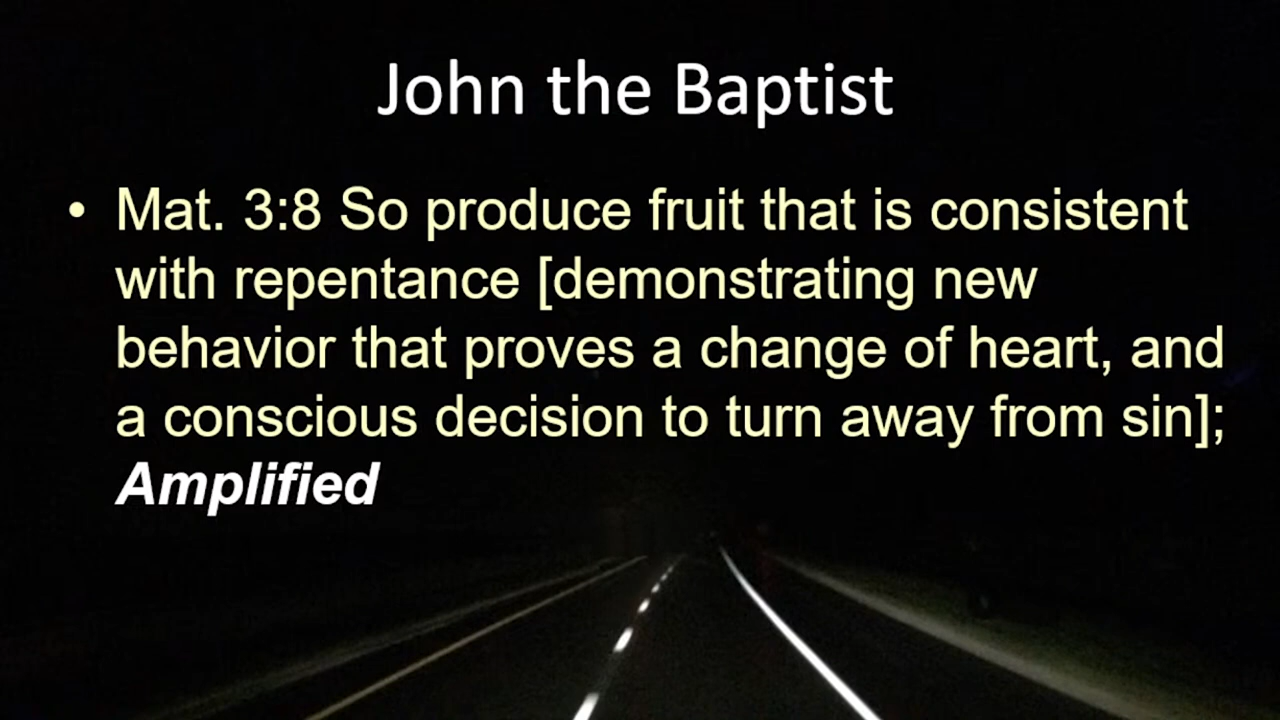 John the Baptist
• Mat. 3:8 So produce fruit that is consistent
with repentance [demonstrating new
behavior that proves a change of heart, and
a conscious decision to turn away from sin];
Amplified